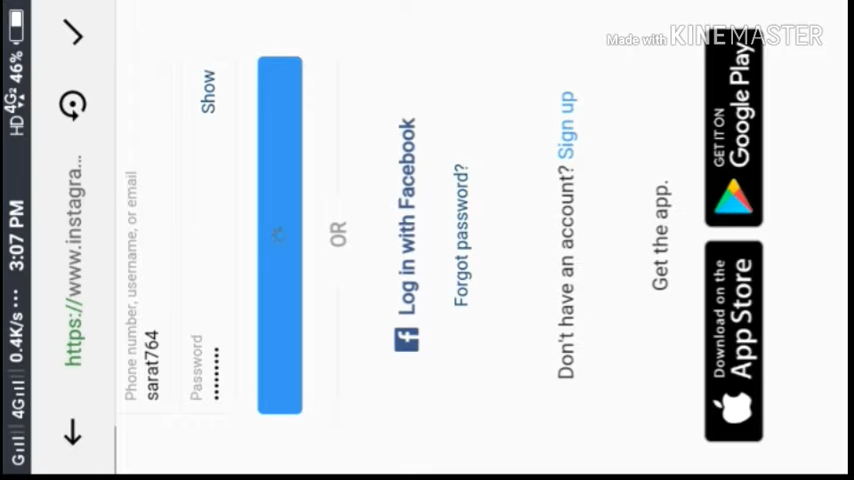 Made with KINEMASTER
G 4G 0.4K/s ... 3:07 PM HD 4G2 46%
https://www.instagra...
Phone number, username, or email
sarat764
Password
•••••••••
Show
OR
f Log in with Facebook
Forgot password?
Don't have an account? Sign up
Get the app.
Download on the
App Store
GET IT ON
Google Play